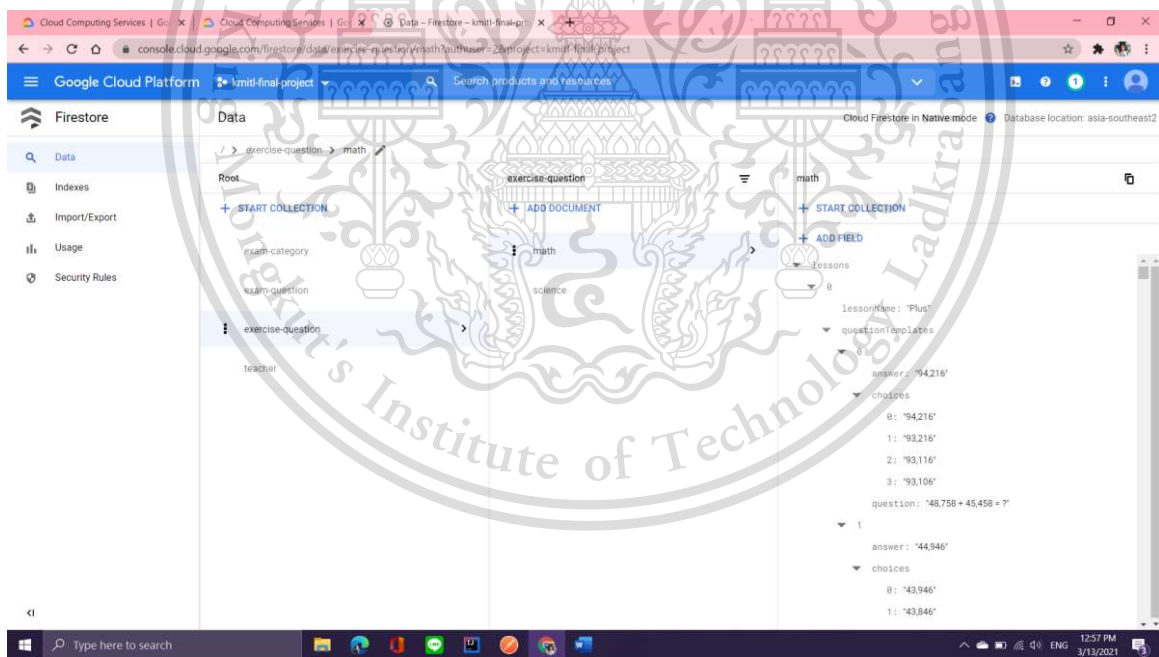 Cloud Computing Services | Go
Cloud Computing Services | Go
Data – Firestore – kmitl-final-pro
console.cloud.google.com/firestore/data/exercise-question/math?authuser=2&project=kmitl-final-project
Google Cloud Platform
kmitl-final-project
Search products and resources
1
Firestore
Data
Cloud Firestore in Native mode
Database location: asia-southeast2
Data
Indexes
Import/Export
Usage
Security Rules
/ > exercise-question > math
Root
+ START COLLECTION
exam-category
exam-question
exercise-question
teacher
exercise-question
+ ADD DOCUMENT
math
science
math
+ START COLLECTION
+ ADD FIELD
lessons
0
lessonName: "Plus"
questionTemplates
0
answer: "94,216"
choices
0: "94,216"
1: "93,216"
2: "93,116"
3: "93,106"
question: "48,758 + 45,458 = ?"
1
answer: "44,946"
choices
0: "43,946"
1: "43,846"
King Mongkut's Institute of Technology Ladkrabang
Type here to search
ENG
12:57 PM
3/13/2021
3